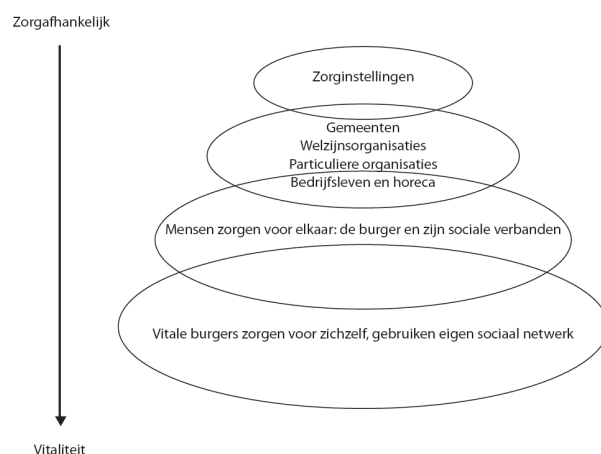 Zorgafhankelijk
Zorginstellingen
Gemeenten
Welzijnsorganisaties
Particuliere organisaties
Bedrijfsleven en horeca
Mensen zorgen voor elkaar: de burger en zijn sociale verbanden
Vitale burgers zorgen voor zichzelf, gebruiken eigen sociaal netwerk
Vitaliteit